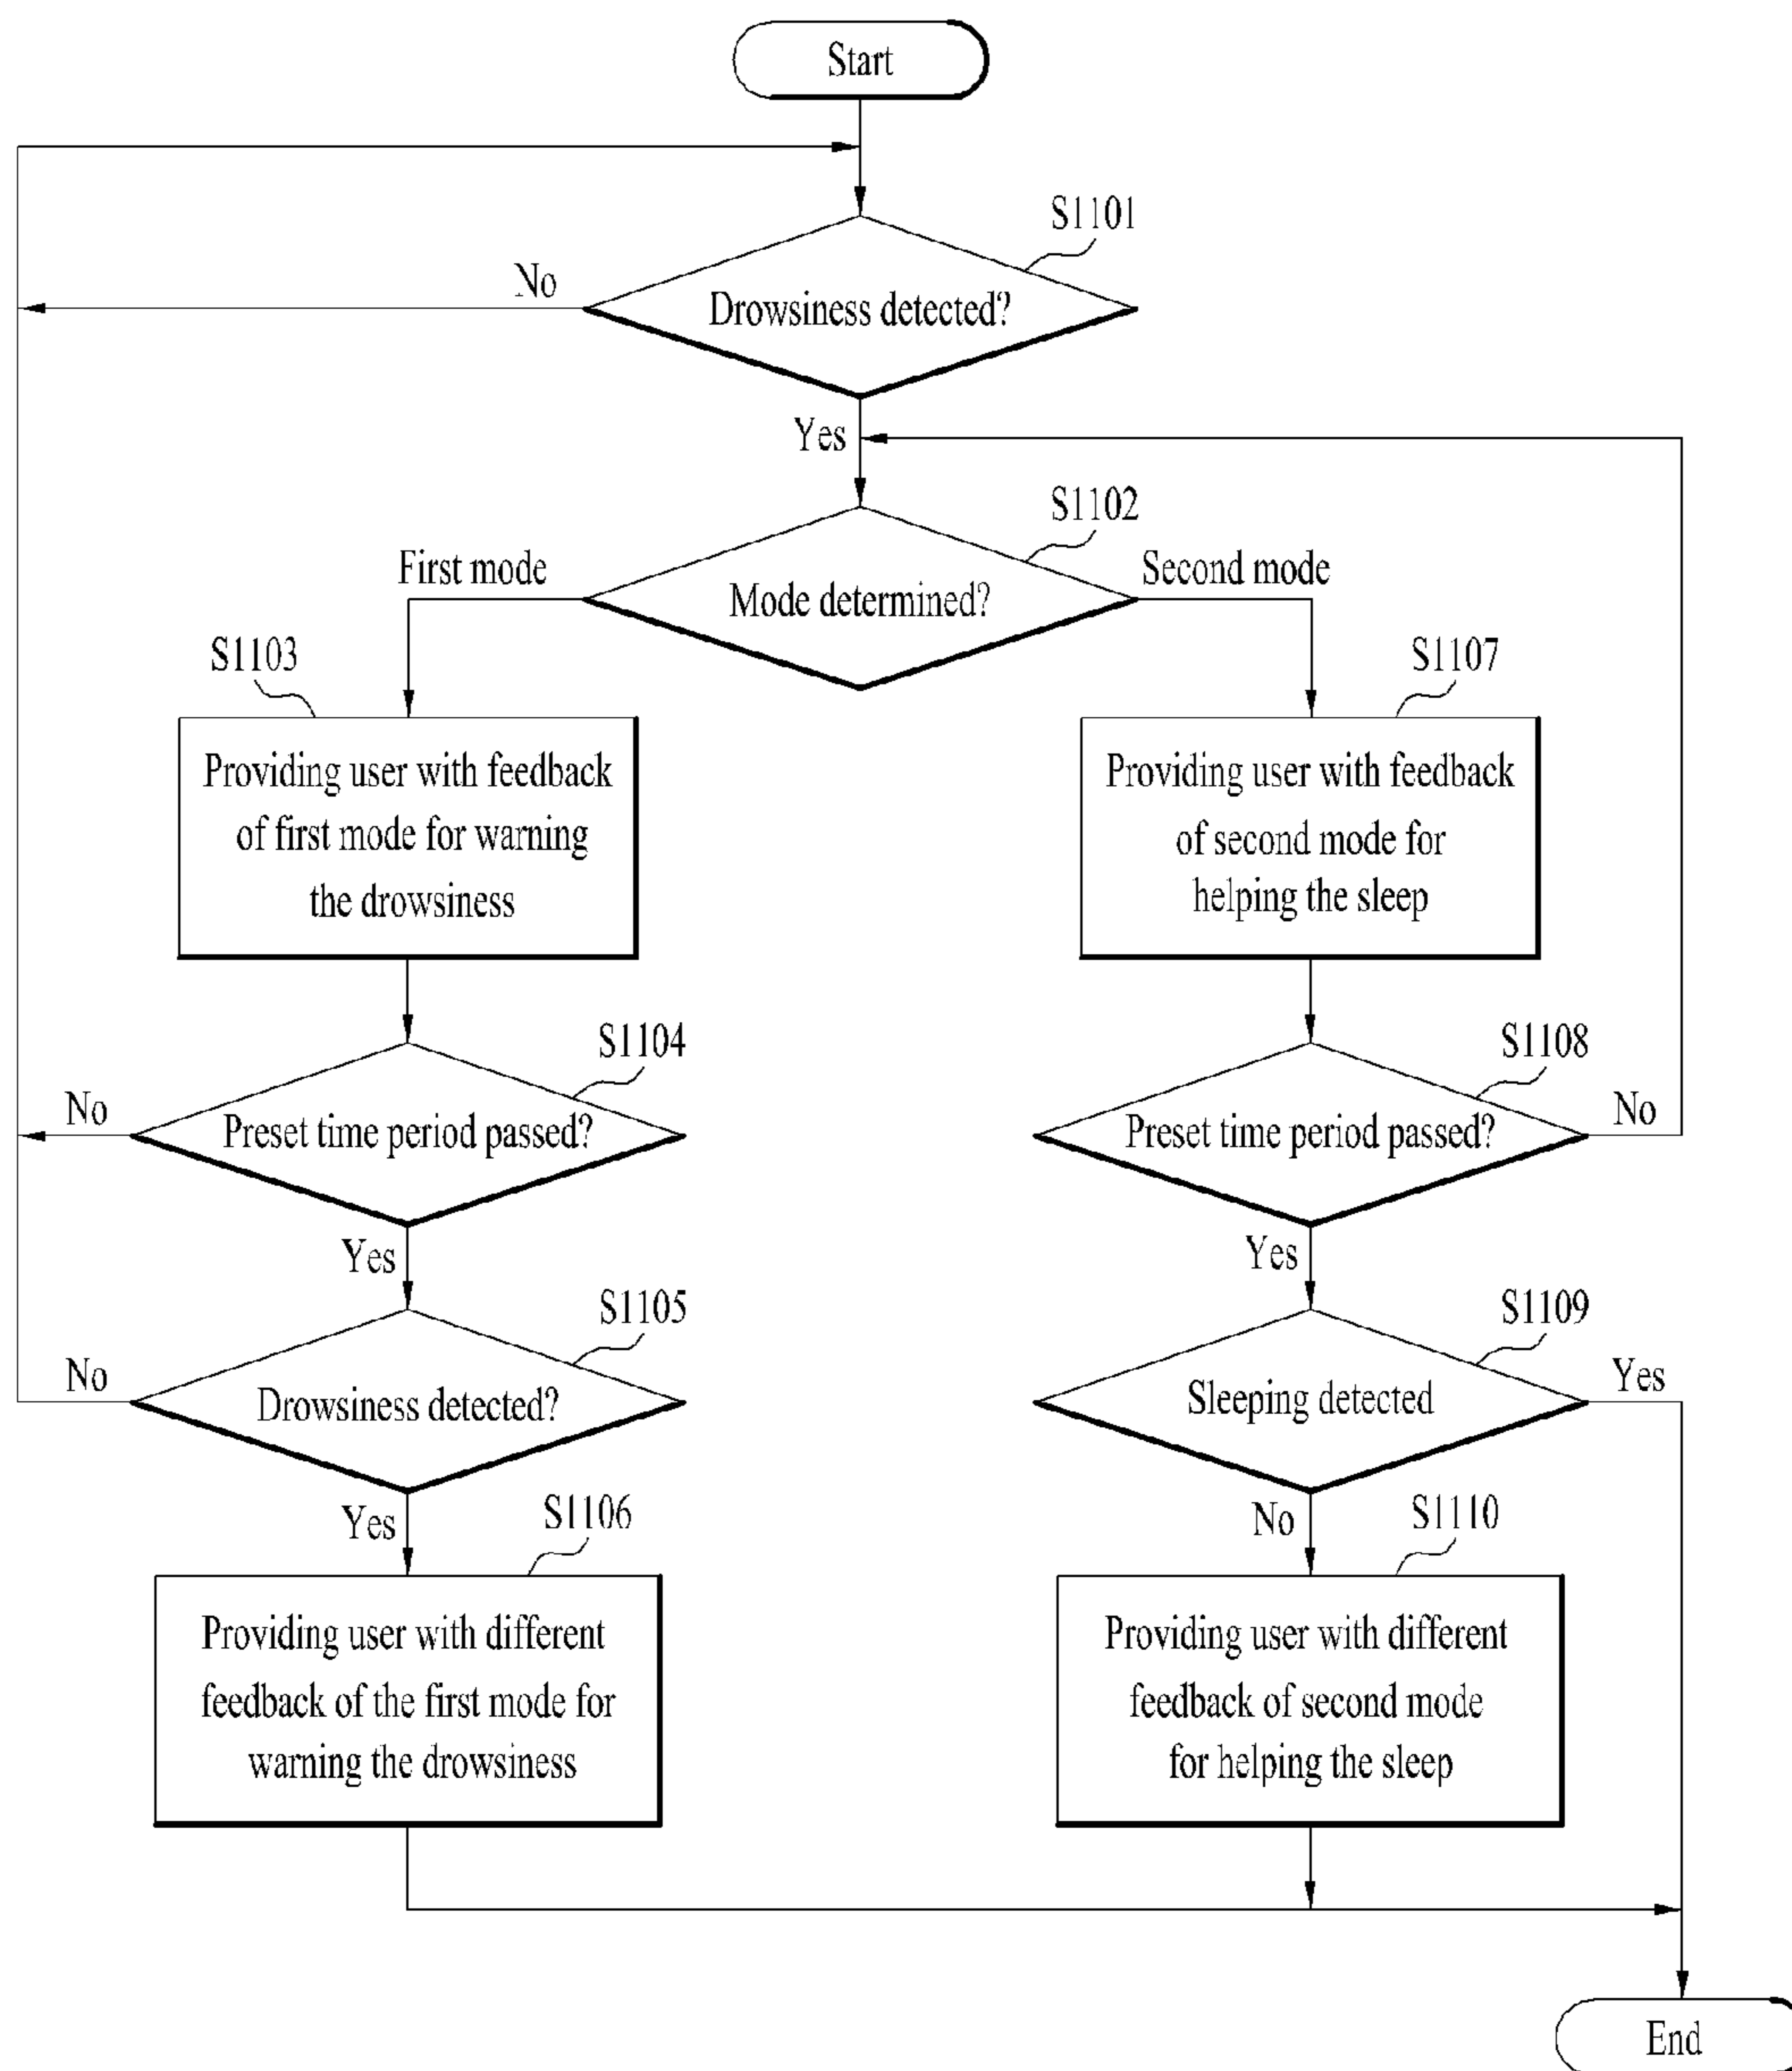 Start
S1101
No
Drowsiness detected?
Yes
S1102
First mode
Second mode
Mode determined?
S1103
S1107
Providing user with feedback
of first mode for warning
the drowsiness
Providing user with feedback
of second mode for
helping the sleep
S1104
S1108
No
Preset time period passed?
Preset time period passed?
No
Yes
Yes
S1105
S1109
No
Drowsiness detected?
Sleeping detected
Yes
Yes
S1106
No
S1110
Providing user with different
feedback of the first mode for
warning the drowsiness
Providing user with different
feedback of second mode
for helping the sleep
End